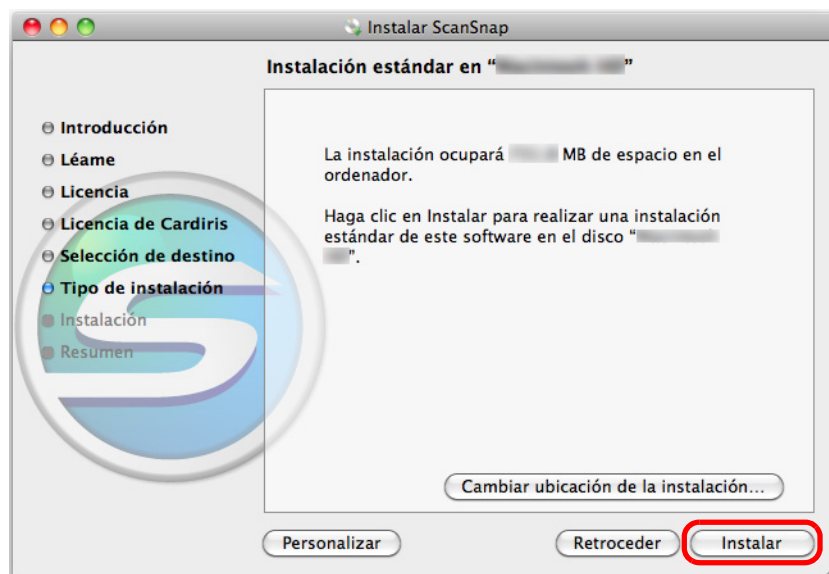 Instalar ScanSnap
Instalación estándar en “ ”
Introducción
Léame
Licencia
Licencia de Cardiris
Selección de destino
Tipo de instalación
Instalación
Resumen
La instalación ocupará MB de espacio en el
ordenador.
Haga clic en Instalar para realizar una instalación
estándar de este software en el disco “
”.
Cambiar ubicación de la instalación...
Personalizar
Retroceder
Instalar